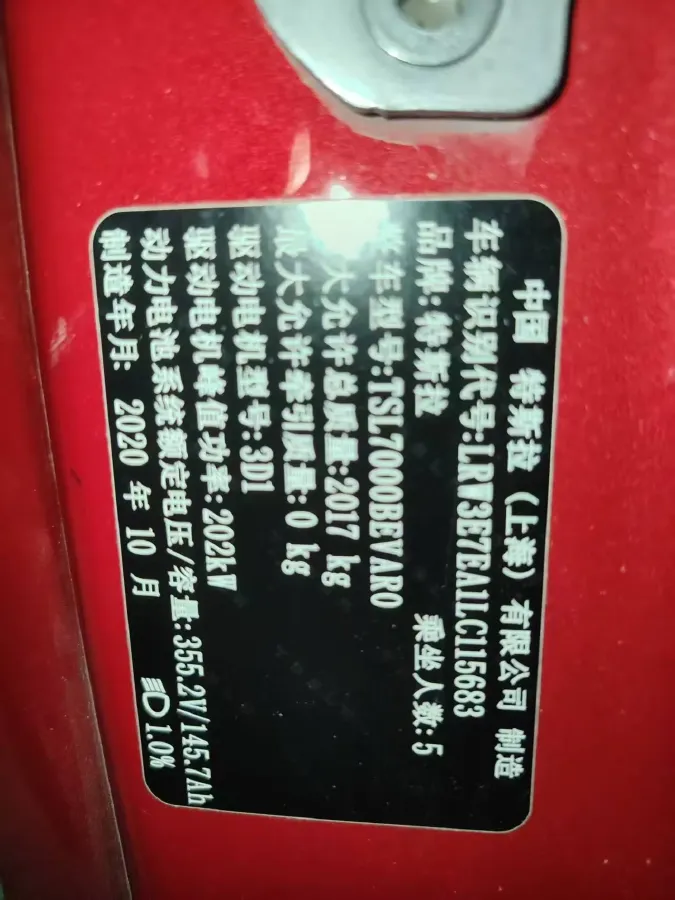 中国 特斯拉（上海）有限公司 制造
车辆识别代号:LRW3E7EA1LC115683
品牌:特斯拉 乘坐人数:5
整车型号:TSL7000BEVAR0
最大允许总质量:2017 kg
最大允许牵引质量:0 kg
驱动电机型号:3D1
驱动电机峰值功率:202kW
动力电池系统额定电压/容量:355.2V/145.7Ah
制造年月: 2020 年 10 月 1.0%